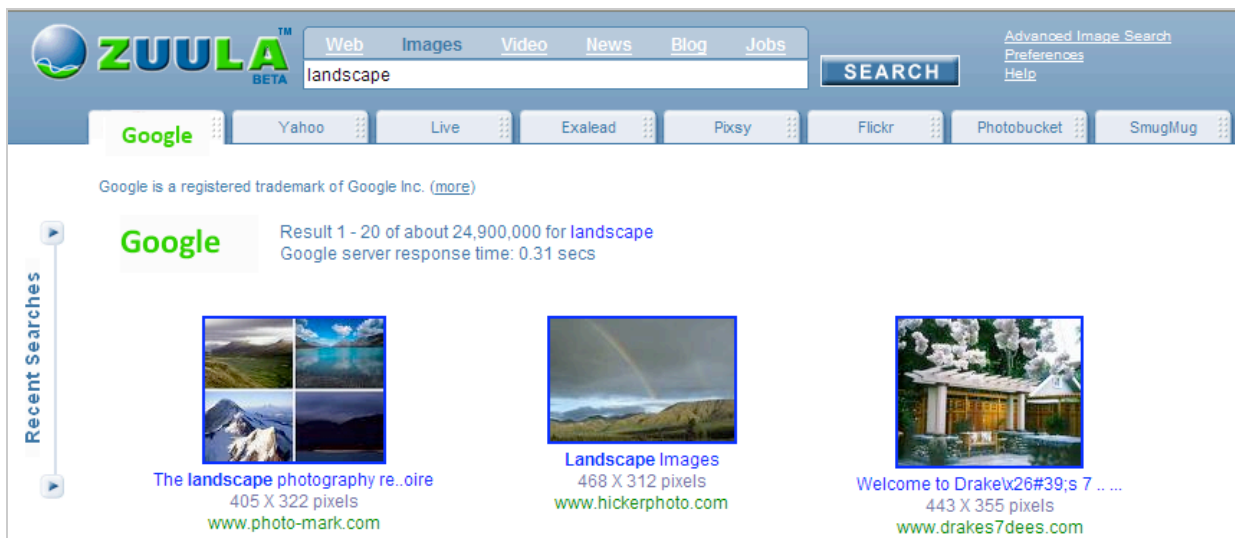 ZUULA TM BETA
Web Images Video News Blog Jobs
landscape
SEARCH
Advanced Image Search
Preferences
Help
Google Yahoo Live Exalead Pixsy Flickr Photobucket SmugMug
Google is a registered trademark of Google Inc. (more)
Google
Result 1 - 20 of about 24,900,000 for landscape
Google server response time: 0.31 secs
Recent Searches
The landscape photography re..oire
405 X 322 pixels
www.photo-mark.com
Landscape Images
468 X 312 pixels
www.hickerphoto.com
Welcome to Drake\x26#39;s 7 .. ...
443 X 355 pixels
www.drakes7dees.com